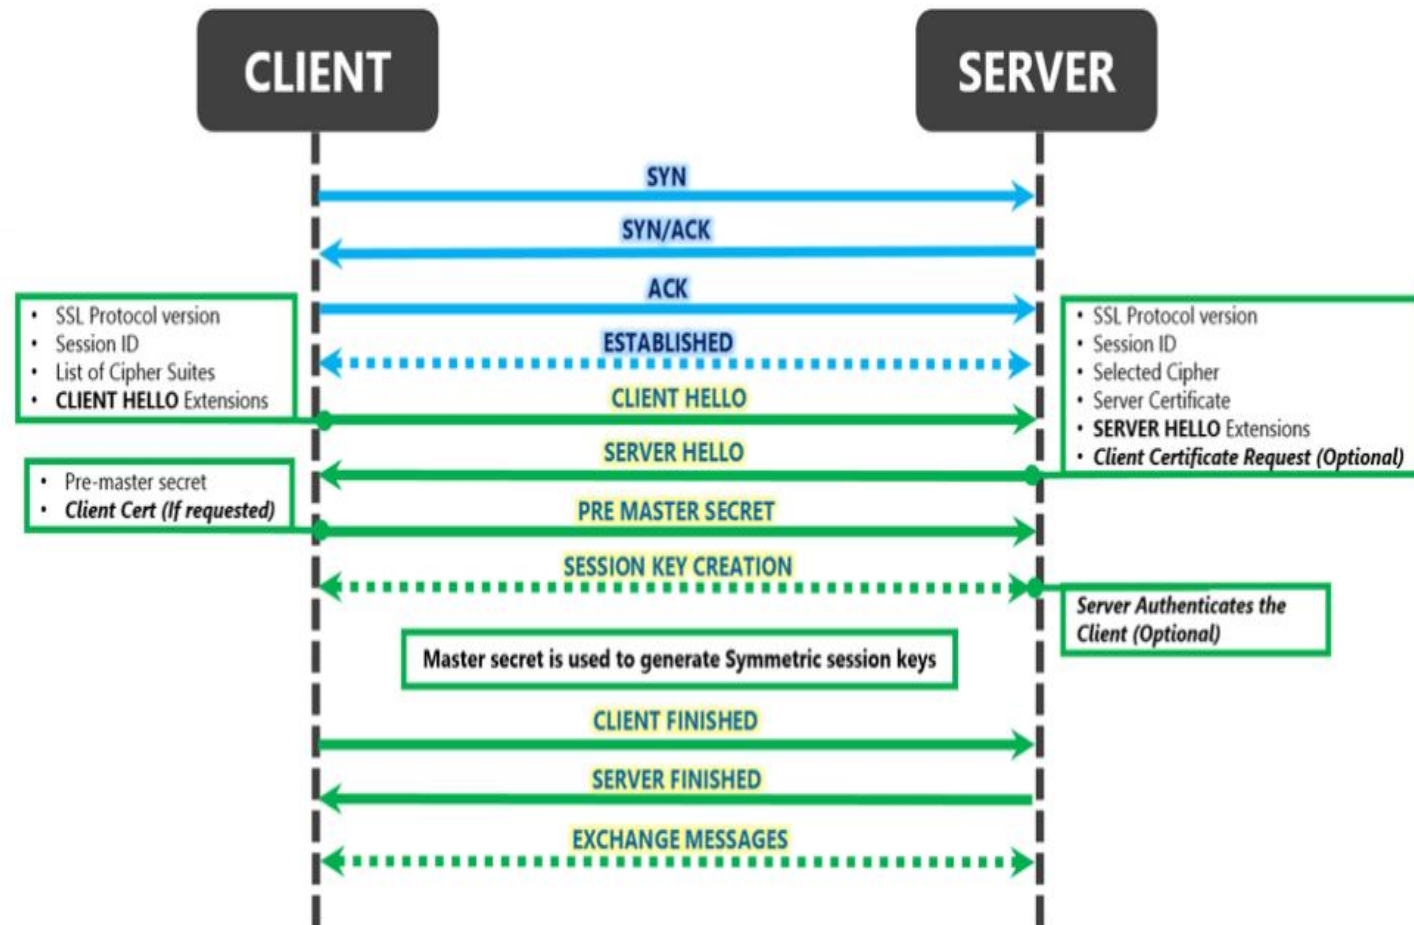 CLIENT
SERVER
SYN
SYN/ACK
ACK
• SSL Protocol version
• Session ID
• List of Cipher Suites
• CLIENT HELLO Extensions
• SSL Protocol version
• Session ID
• Selected Cipher
• Server Certificate
• SERVER HELLO Extensions
• Client Certificate Request (Optional)
ESTABLISHED
CLIENT HELLO
SERVER HELLO
• Pre-master secret
• Client Cert (If requested)
PRE MASTER SECRET
SESSION KEY CREATION
Server Authenticates the
Client (Optional)
Master secret is used to generate Symmetric session keys
CLIENT FINISHED
SERVER FINISHED
EXCHANGE MESSAGES